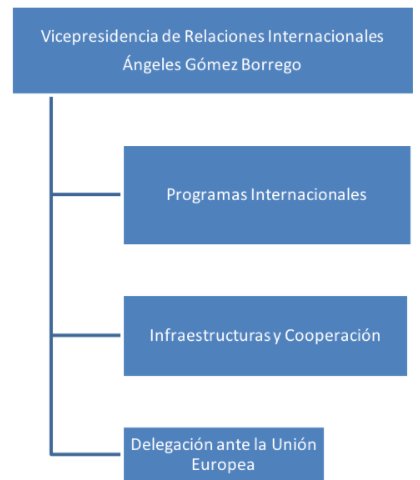 Vicepresidencia de Relaciones Internacionales
Ángeles Gómez Borrego
Programas Internacionales
Infraestructuras y Cooperación
Delegación ante la Unión
Europea